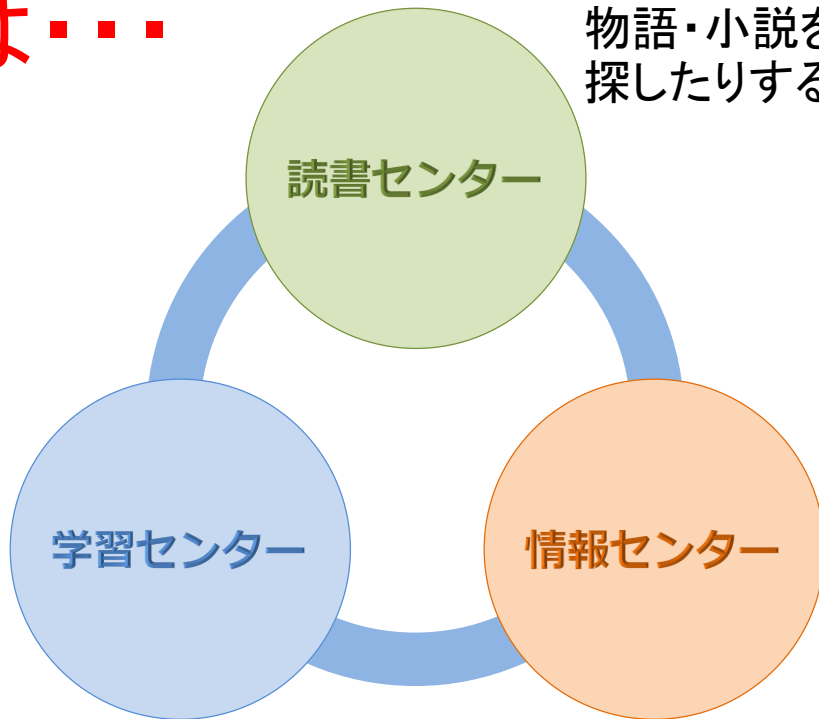 は・・・
物語・小説を
探したりする
読書センター
学習センター
情報センター